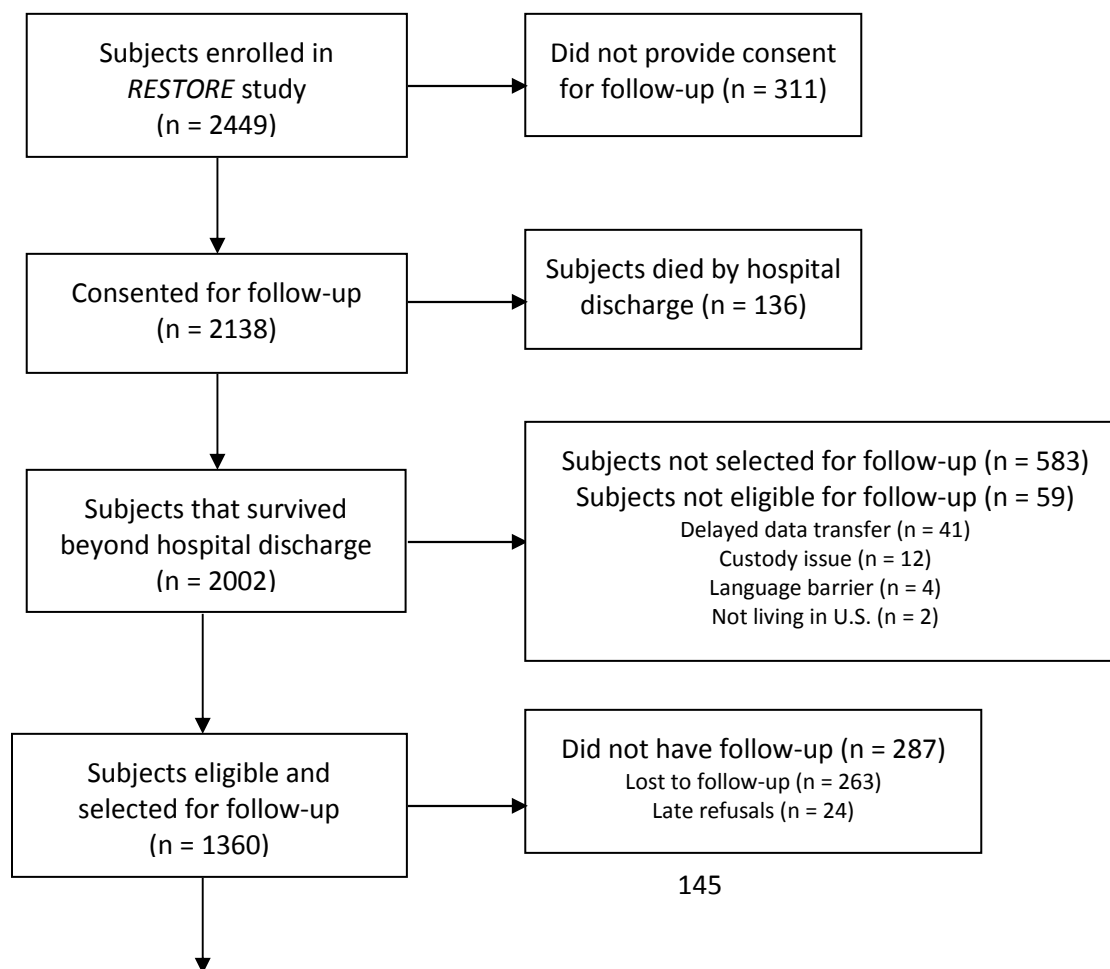 Subjects enrolled in
RESTORE study
(n = 2449)
Did not provide consent
for follow-up (n = 311)
Consented for follow-up
(n = 2138)
Subjects died by hospital
discharge (n = 136)
Subjects that survived
beyond hospital discharge
(n = 2002)
Subjects not selected for follow-up (n = 583)
Subjects not eligible for follow-up (n = 59)
Delayed data transfer (n = 41)
Custody issue (n = 12)
Language barrier (n = 4)
Not living in U.S. (n = 2)
Subjects eligible and
selected for follow-up
(n = 1360)
Did not have follow-up (n = 287)
Lost to follow-up (n = 263)
Late refusals (n = 24)
145